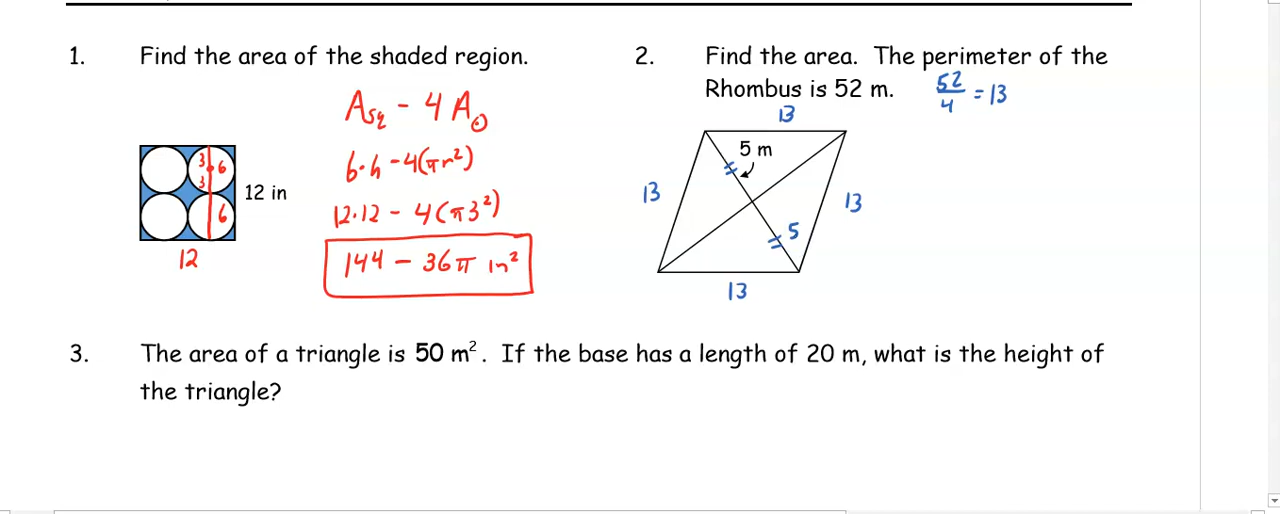 1. Find the area of the shaded region.
A_sq - 4 A_⊙
b·h - 4(πr²)
12·12 - 4(π3²)
144 - 36π in²
3 6
3
6
12 in
12
2. Find the area. The perimeter of the
Rhombus is 52 m.
52/4 = 13
13
5 m
13
13
5
13
3. The area of a triangle is 50 m². If the base has a length of 20 m, what is the height of
the triangle?